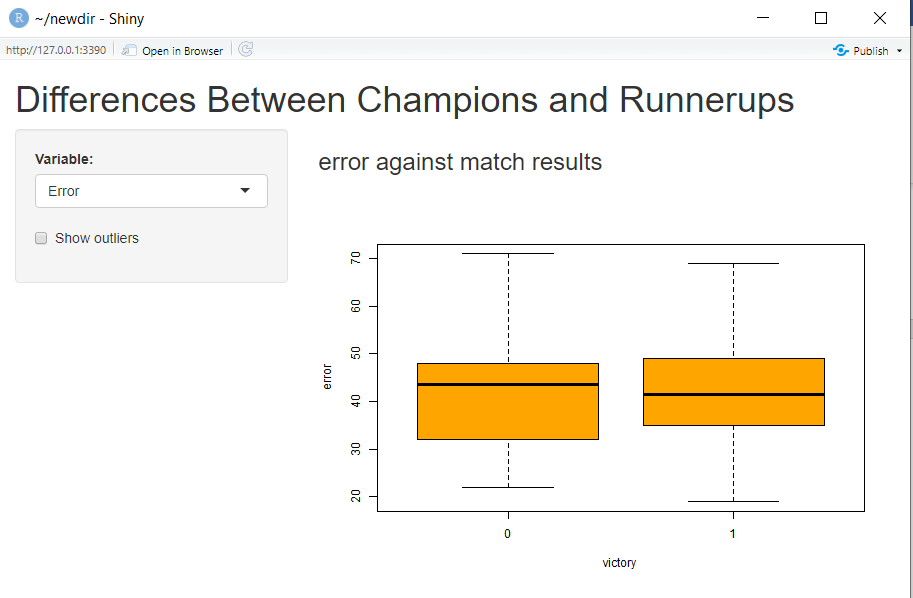 R ~/newdir - Shiny
http://127.0.0.1:3390 Open in Browser Publish
Differences Between Champions and Runnerups
Variable:
Error
Show outliers
error against match results
70
60
50
40
30
20
error
0 1
victory